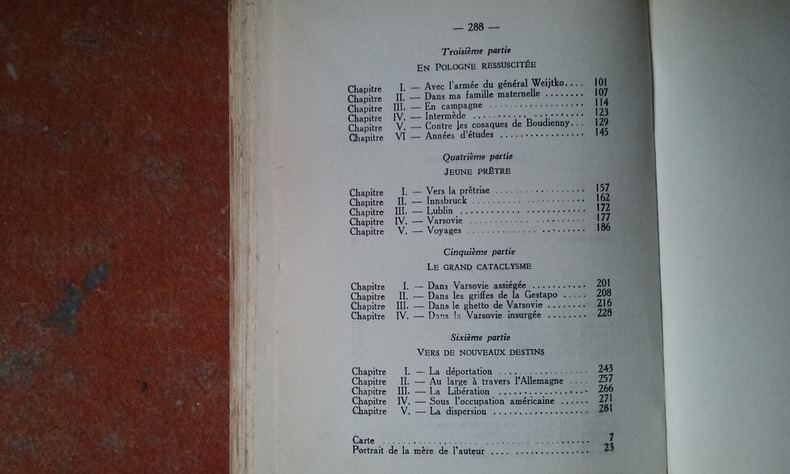 — 288 —
Troisième partie
EN POLOGNE RESSUSCITÉE
Chapitre I. — Avec l'armée du général Weijtko.... 101
Chapitre II. — Dans ma famille maternelle ........ 107
Chapitre III. — En campagne .................. 114
Chapitre IV. — Intermède ..................... 123
Chapitre V. — Contre les cosaques de Boudienny... 129
Chapitre VI — Années d'études ................ 145
Quatrième partie
JEUNE PRÊTRE
Chapitre I. — Vers la prêtrise ................. 157
Chapitre II. — Innsbruck ..................... 162
Chapitre III. — Lublin ....................... 172
Chapitre IV. — Varsovie ...................... 177
Chapitre V. — Voyages ....................... 186
Cinquième partie
LE GRAND CATACLYSME
Chapitre I. — Dans Varsovie assiégée ........... 201
Chapitre II. — Dans les griffes de la Gestapo ..... 208
Chapitre III. — Dans le ghetto de Varsovie ........ 216
Chapitre IV. — Dans la Varsovie insurgée ........ 228
Sixième partie
VERS DE NOUVEAUX DESTINS
Chapitre I. — La déportation .................. 243
Chapitre II. — Au large à travers l'Allemagne .... 257
Chapitre III. — La Libération .................. 266
Chapitre IV. — Sous l'occupation américaine ...... 271
Chapitre V. — La dispersion ................... 281
Carte ........................................ 7
Portrait de la mère de l'auteur .................... 23